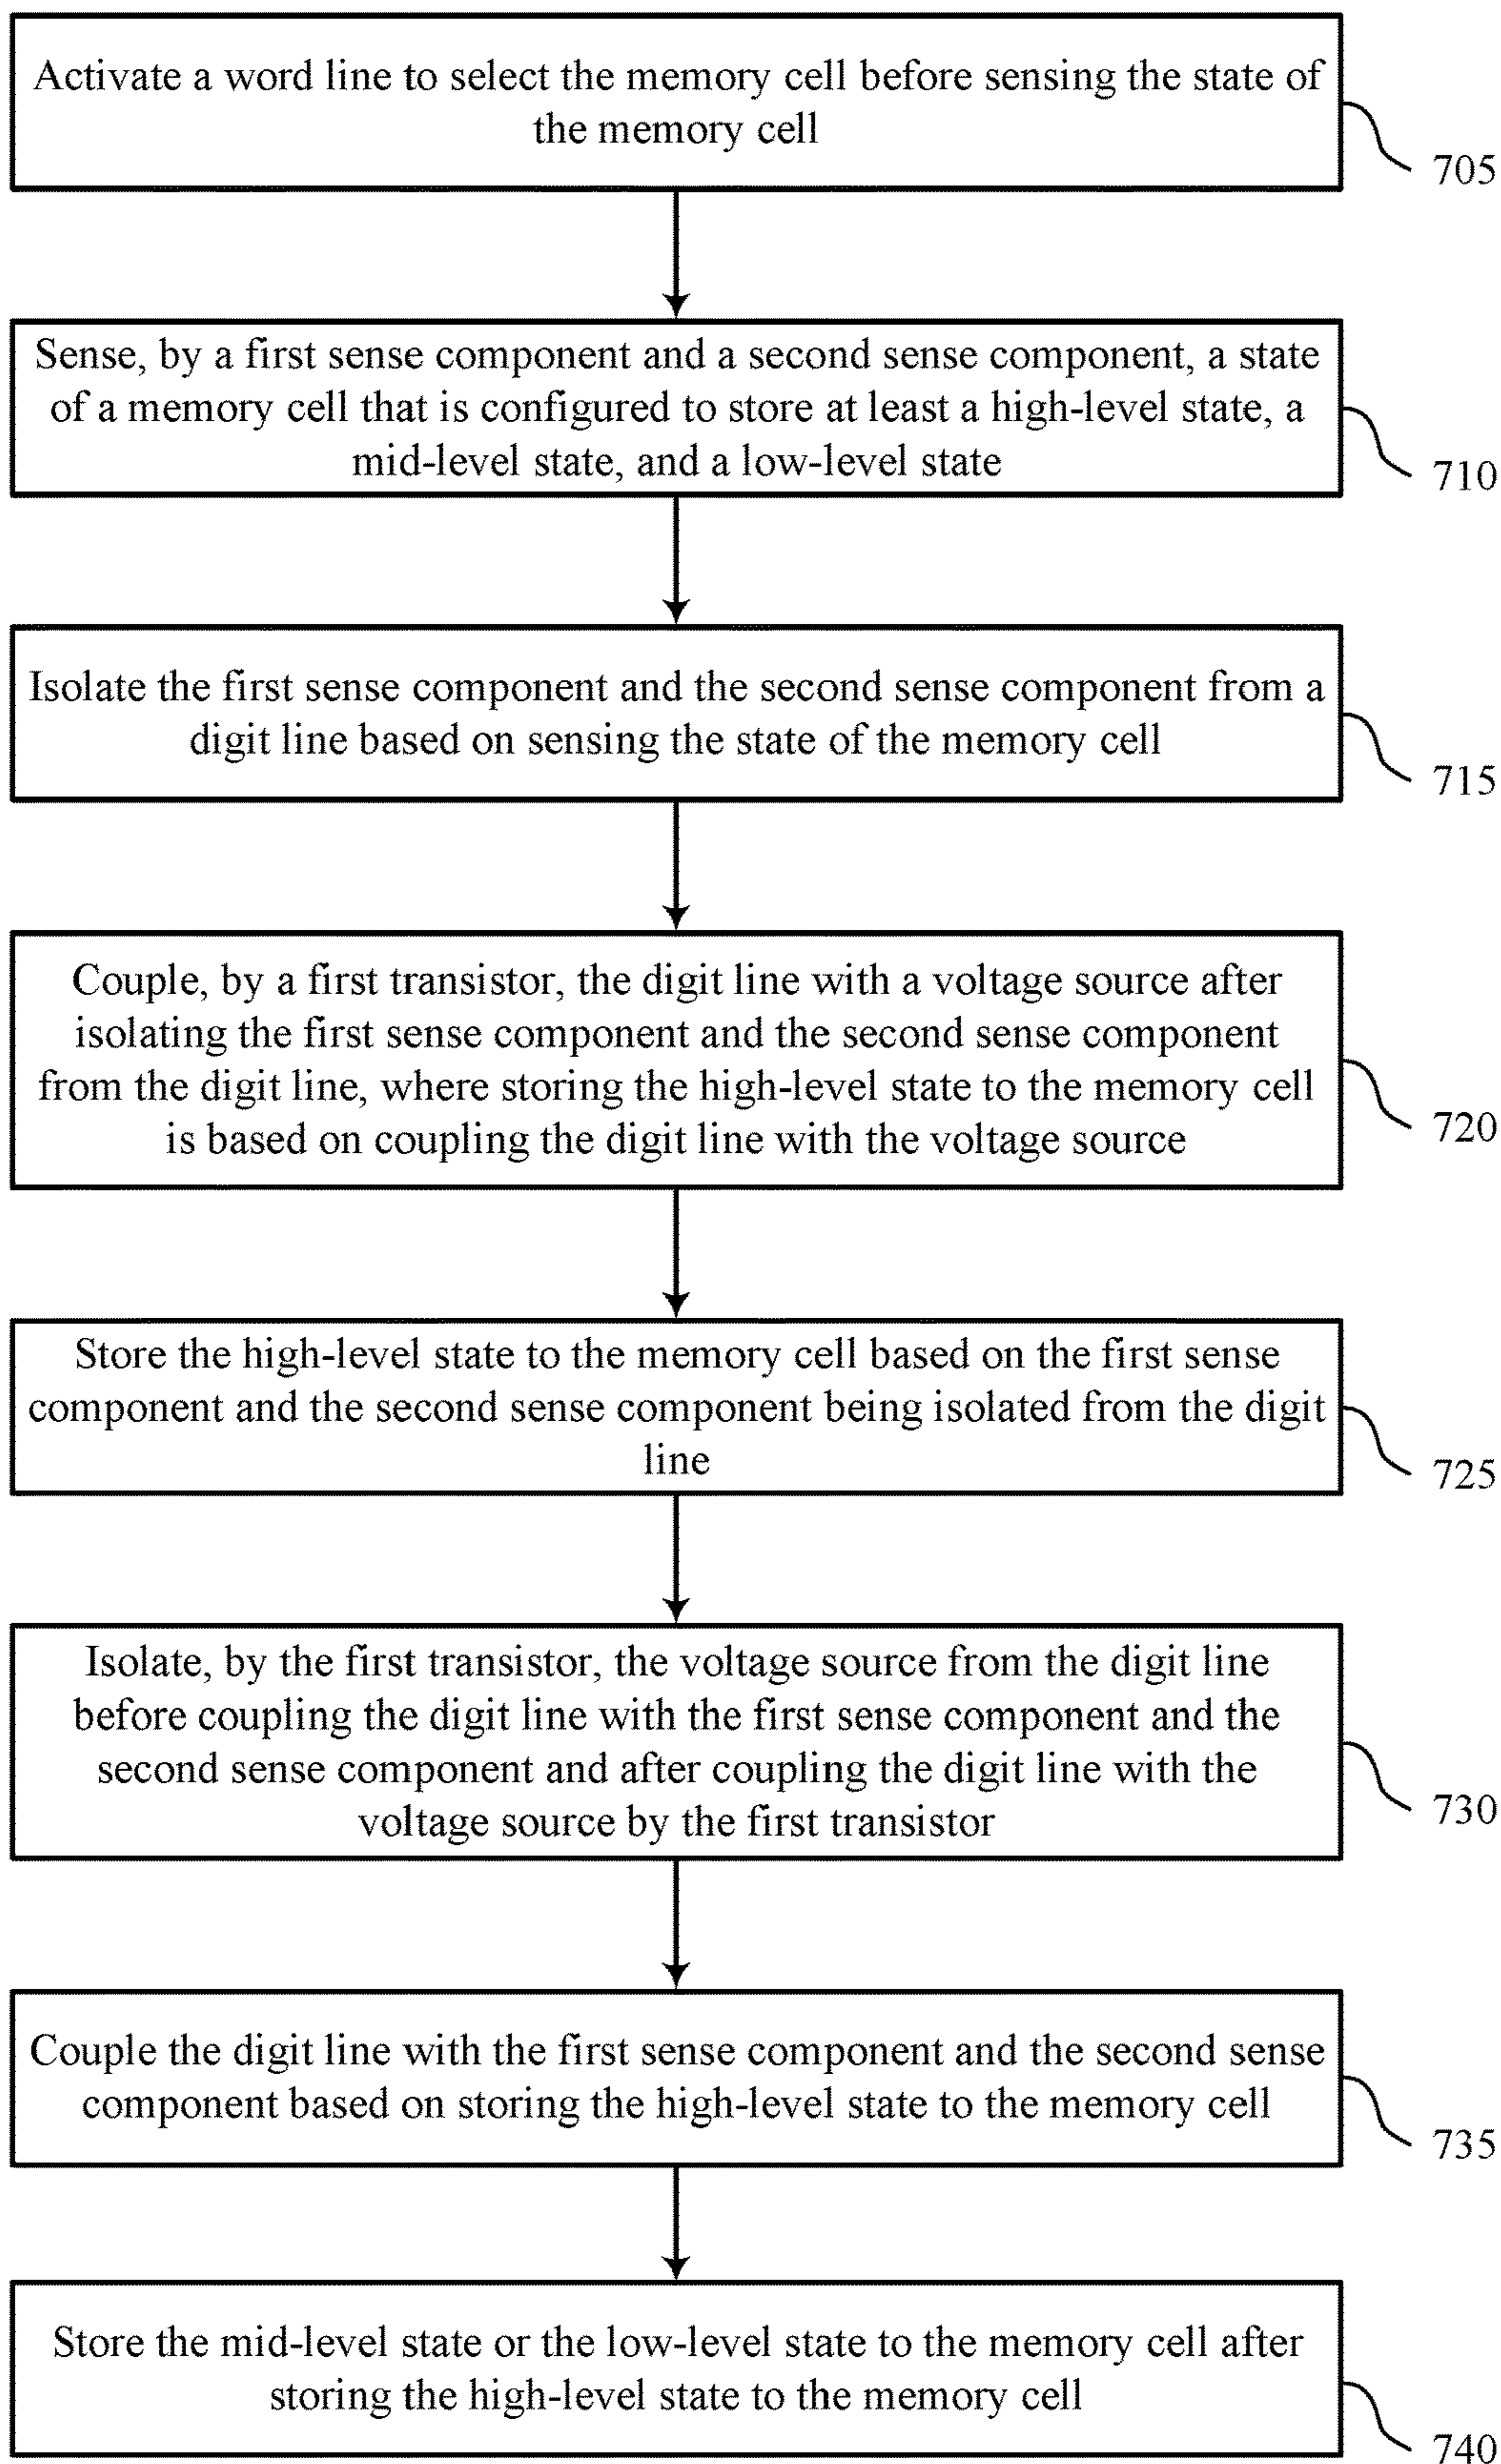 Activate a word line to select the memory cell before sensing the state of
the memory cell
705
Sense, by a first sense component and a second sense component, a state
of a memory cell that is configured to store at least a high-level state, a
mid-level state, and a low-level state
710
Isolate the first sense component and the second sense component from a
digit line based on sensing the state of the memory cell
715
Couple, by a first transistor, the digit line with a voltage source after
isolating the first sense component and the second sense component
from the digit line, where storing the high-level state to the memory cell
is based on coupling the digit line with the voltage source
720
Store the high-level state to the memory cell based on the first sense
component and the second sense component being isolated from the digit
line
725
Isolate, by the first transistor, the voltage source from the digit line
before coupling the digit line with the first sense component and the
second sense component and after coupling the digit line with the
voltage source by the first transistor
730
Couple the digit line with the first sense component and the second sense
component based on storing the high-level state to the memory cell
735
Store the mid-level state or the low-level state to the memory cell after
storing the high-level state to the memory cell
740